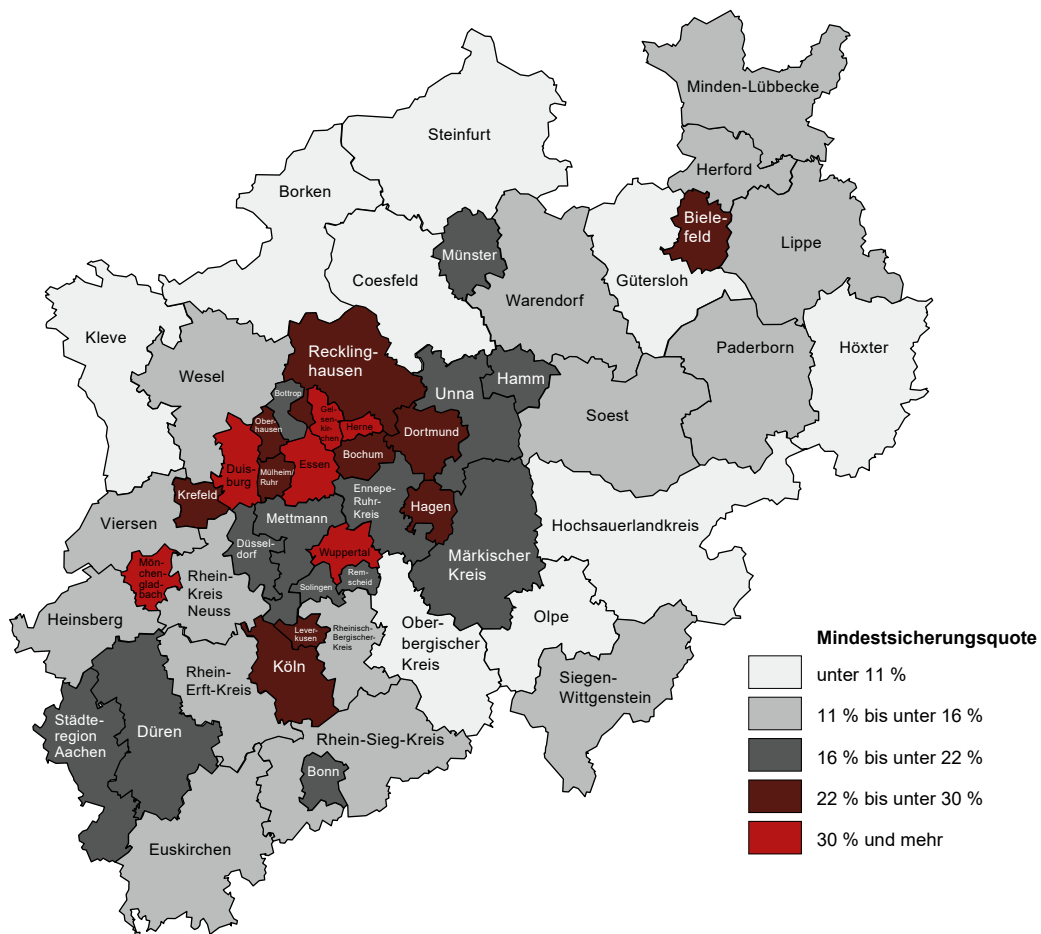 Minden-Lübbecke
Steinfurt
Herford
Borken
Biele-
feld
Lippe
Münster
Coesfeld
Gütersloh
Warendorf
Kleve
Reckling-
hausen
Paderborn
Höxter
Wesel
Hamm
Unna
Bottrop
Soest
Gel-
sen-
kir-
chen
Ober-
hausen
Herne
Dortmund
Bochum
Essen
Duis-
burg
Mülheim/
Ruhr
Krefeld
Ennepe-
Ruhr-
Kreis
Hagen
Mettmann
Viersen
Hochsauerlandkreis
Düssel-
dorf
Wuppertal
Märkischer
Kreis
Mön-
chen-
glad-
bach
Rhein-
Kreis
Neuss
Rem-
scheid
Solingen
Heinsberg
Olpe
Ober-
bergischer
Kreis
Lever-
kusen
Rheinisch-
Bergischer-
Kreis
Köln
Rhein-
Erft-Kreis
Siegen-
Wittgenstein
Städte-
region
Aachen
Düren
Rhein-Sieg-Kreis
Bonn
Euskirchen
Mindestsicherungsquote
unter 11 %
11 % bis unter 16 %
16 % bis unter 22 %
22 % bis unter 30 %
30 % und mehr